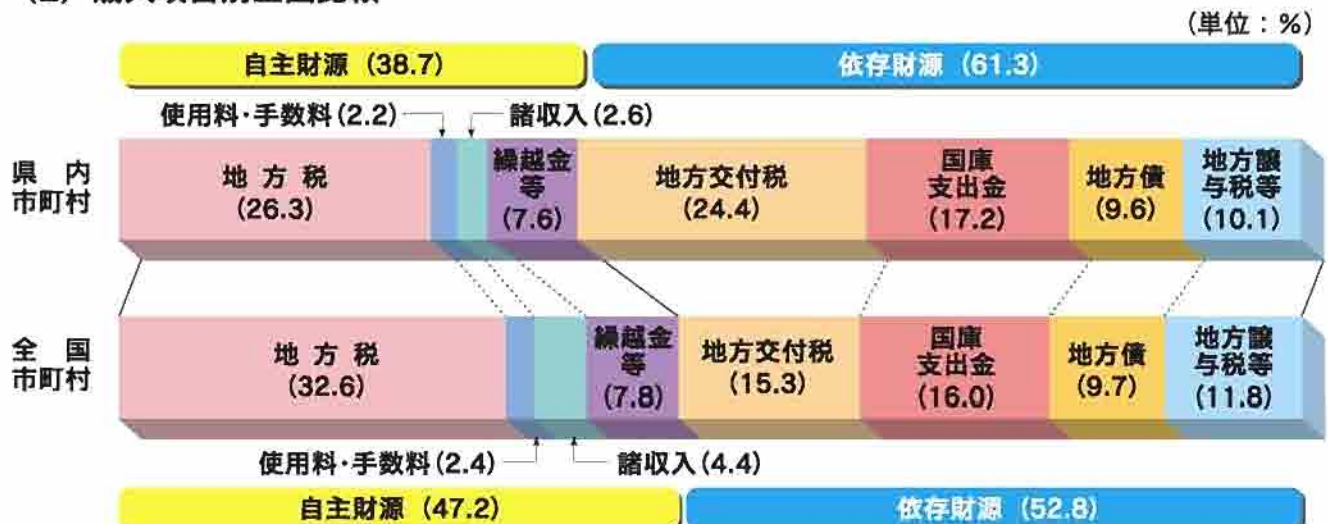 (単位：%)
自主財源（38.7）
依存財源（61.3）
使用料・手数料(2.2)
諸収入(2.6)
県内
市町村
地方税
(26.3)
繰越金
等
(7.6)
地方交付税
(24.4)
国庫
支出金
(17.2)
地方債
(9.6)
地方譲
与税等
(10.1)
全国
市町村
地方税
(32.6)
繰越金
等
(7.8)
地方交付税
(15.3)
国庫
支出金
(16.0)
地方債
(9.7)
地方譲
与税等
(11.8)
使用料・手数料(2.4)
諸収入(4.4)
自主財源（47.2）
依存財源（52.8）